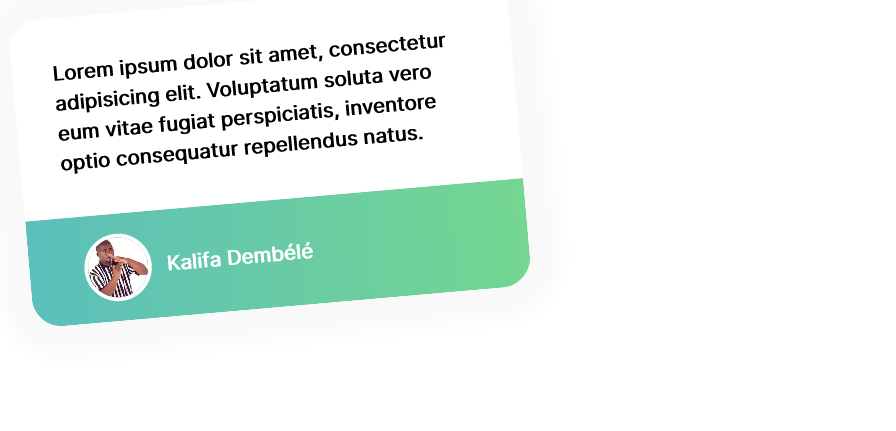 Lorem ipsum dolor sit amet, consectetur
adipisicing elit. Voluptatum soluta vero
eum vitae fugiat perspiciatis, inventore
optio consequatur repellendus natus.
Kalifa Dembélé